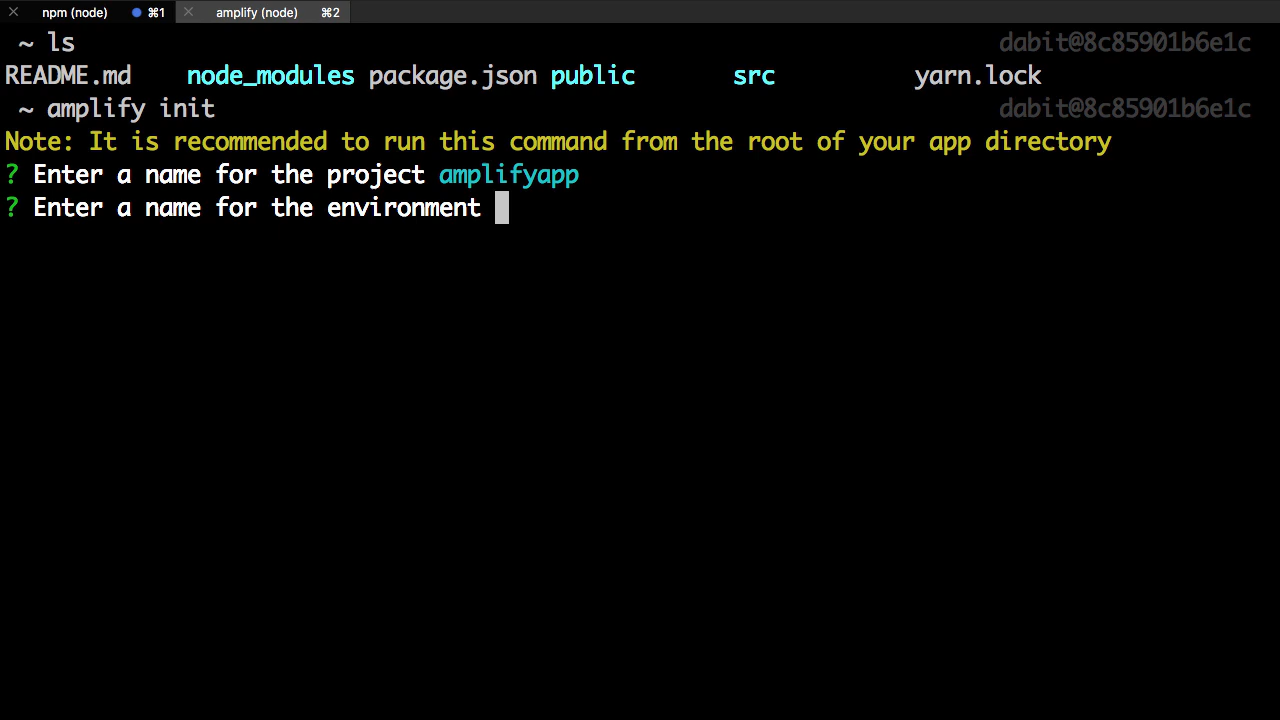 npm (node) ⌘1 amplify (node) ⌘2
~ ls dabit@8c85901b6e1c
README.md node_modules package.json public src yarn.lock
~ amplify init dabit@8c85901b6e1c
Note: It is recommended to run this command from the root of your app directory
? Enter a name for the project amplifyapp
? Enter a name for the environment